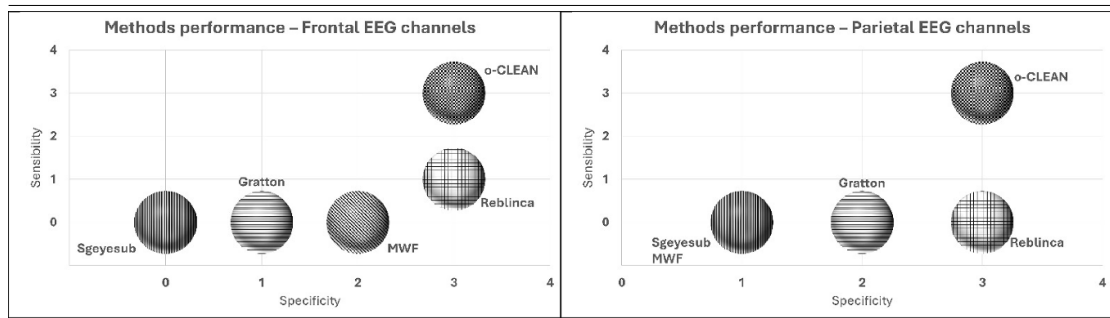 Methods performance – Frontal EEG channels
4
3
2
1
0
Sensibility
o-CLEAN
Gratton
Reblinca
Sgeyesub
MWF
0 1 2 3 4
Specificity
Methods performance – Parietal EEG channels
4
3
2
1
0
Sensibility
o-CLEAN
Gratton
Sgeyesub
MWF
Reblinca
0 1 2 3 4
Specificity